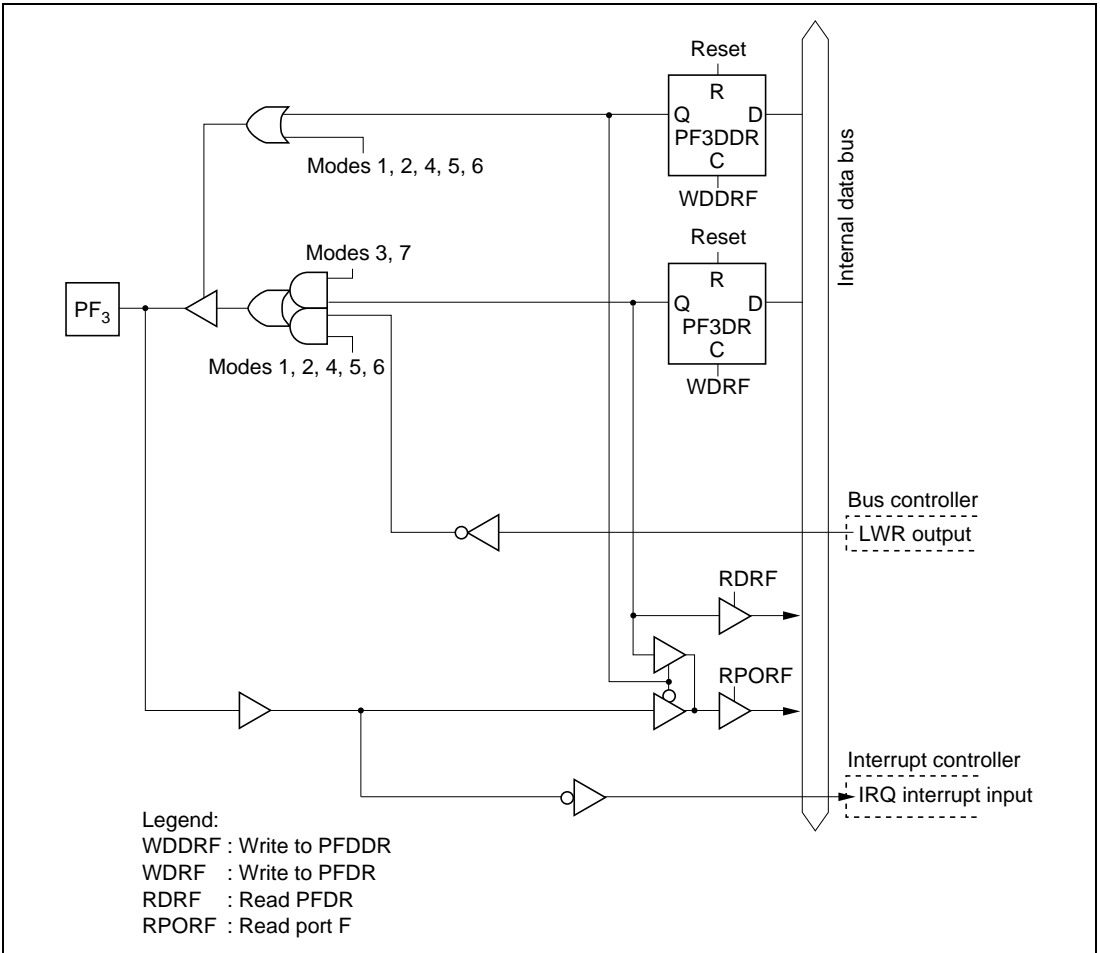 Reset
R
Q D
PF3DDR
C
WDDRF
Modes 1, 2, 4, 5, 6
Internal data bus
Reset
Modes 3, 7
R
Q D
PF3DR
C
WDRF
PF3
Modes 1, 2, 4, 5, 6
Bus controller
LWR output
RDRF
RPORF
Interrupt controller
IRQ interrupt input
Legend:
WDDRF : Write to PFDDR
WDRF : Write to PFDR
RDRF : Read PFDR
RPORF : Read port F